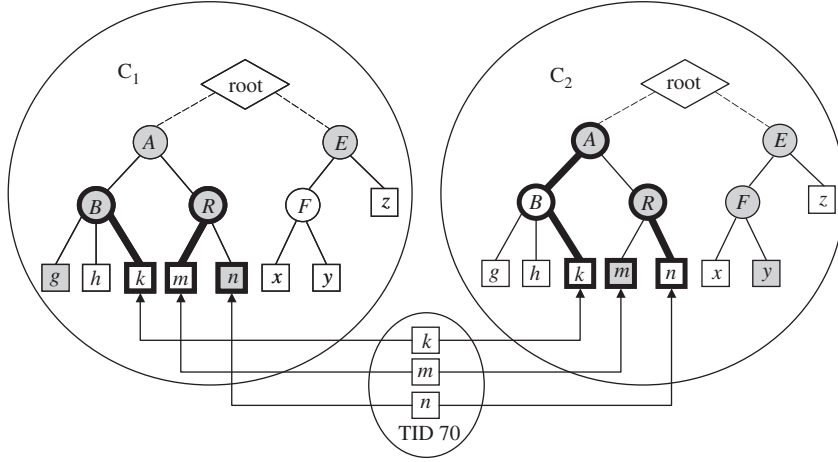 C1 root C2 root
A E A E
B R F z B R F z
g h k m n x y g h k m n x y
k
m
n
TID 70